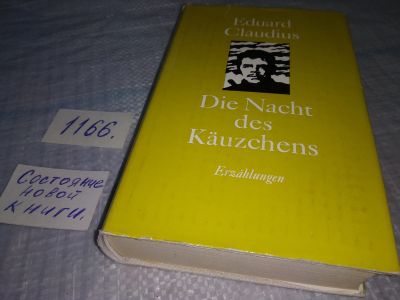 Eduard
Claudius
Die Nacht
des
Käuzchens
Erzählungen
1166.
Состояние
новой
книги.